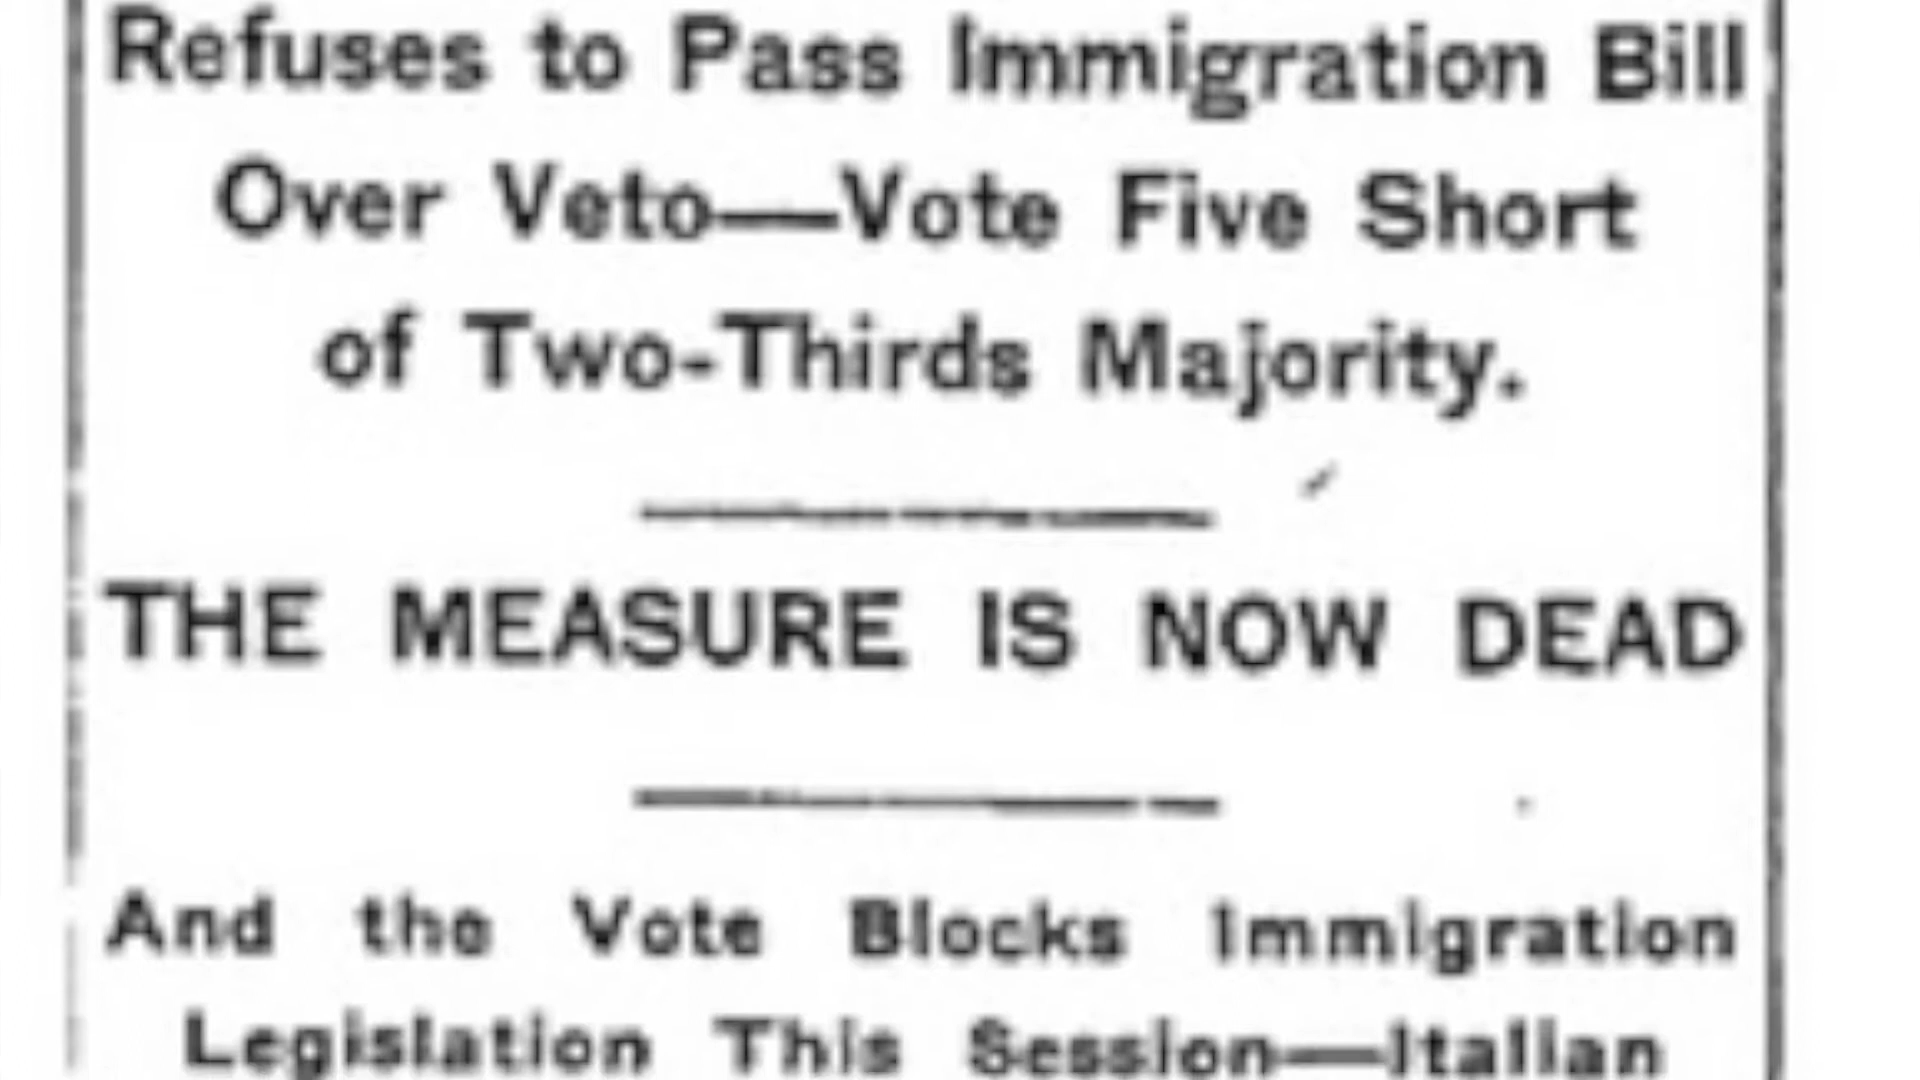 Refuses to Pass Immigration Bill
Over Veto—Vote Five Short
of Two-Thirds Majority.
THE MEASURE IS NOW DEAD
And the Vote Blocks Immigration
Legislation This Session—Italian